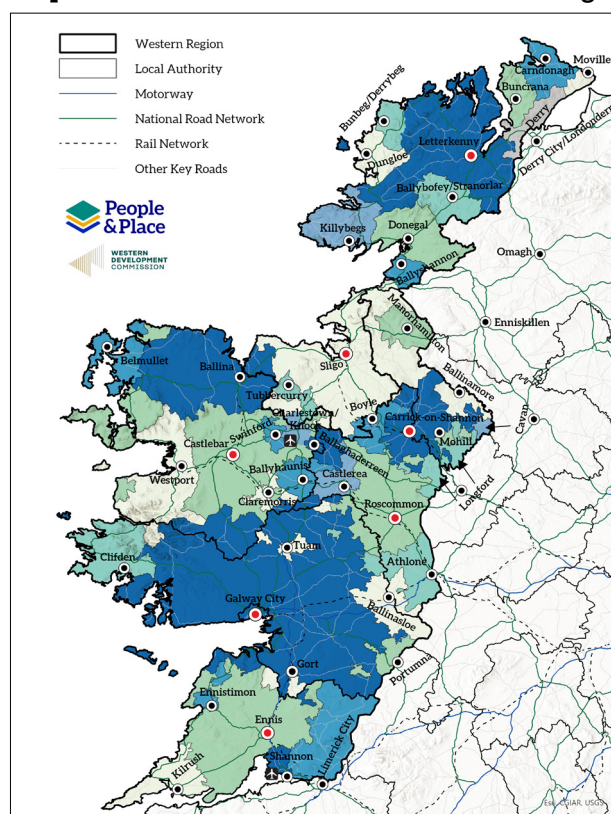 Western Region
Local Authority
Motorway
National Road Network
Rail Network
Other Key Roads
People
& Place
WESTERN
DEVELOPMENT
COMMISSION
Moville
Carndonagh
Buncrana
Derry
Derry City/Londonderry
Bunbeg/Derrybeg
Letterkenny
Dungloe
Ballybofey/Stranorlar
Killybegs
Donegal
Ballyshannon
Omagh
Manorhamilton
Enniskillen
Belmullet
Ballina
Sligo
Tubbercurry
Ballinamore
Boyle
Charlestown/
Knock
Carrick-on-Shannon
Cavan
Mohill
Swinford
Castlebar
Ballaghaderreen
Westport
Ballyhaunis
Castlerea
Claremorris
Longford
Roscommon
Tuam
Clifden
Athlone
Galway City
Ballinasloe
Gort
Portumna
Ennistimon
Ennis
Shannon
Limerick City
Kilrush
Esri, CGIAR, USGS